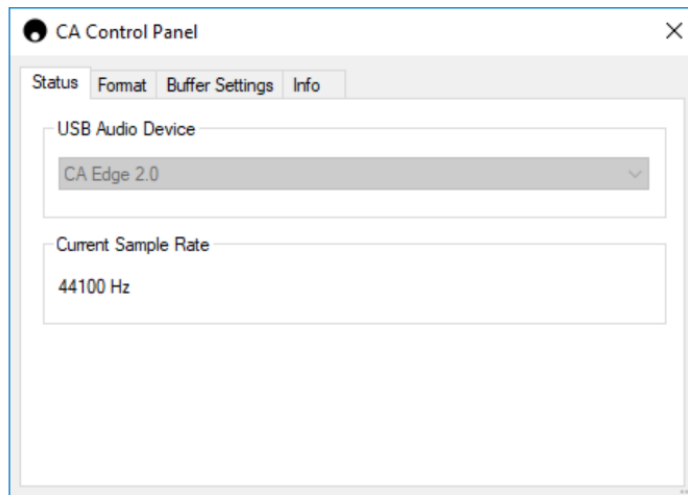 CA Control Panel
Status Format Buffer Settings Info
USB Audio Device
CA Edge 2.0
Current Sample Rate
44100 Hz